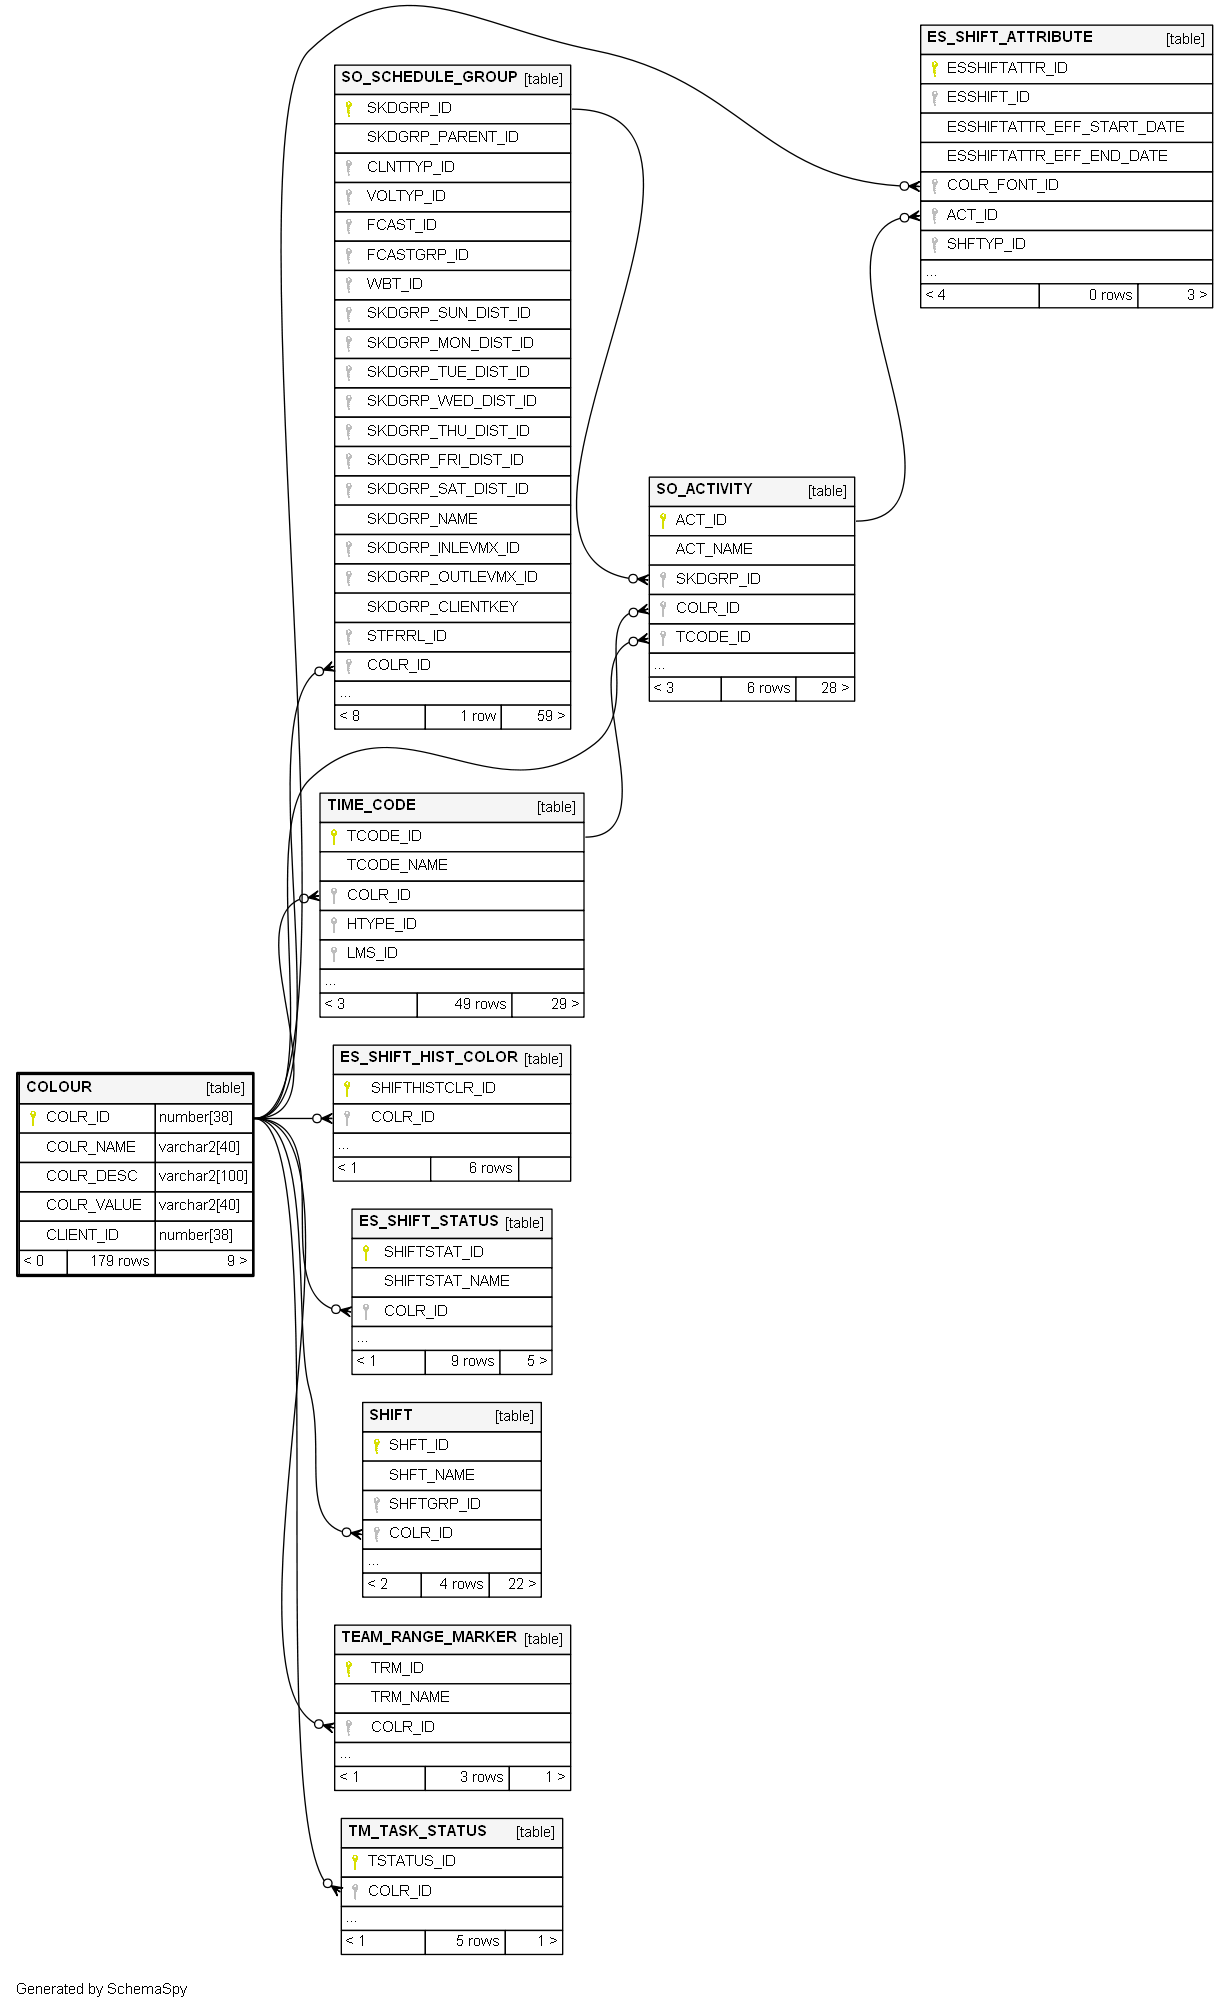 ES_SHIFT_ATTRIBUTE [table]
ESSHIFTATTR_ID
ESSHIFT_ID
ESSHIFTATTR_EFF_START_DATE
ESSHIFTATTR_EFF_END_DATE
COLR_FONT_ID
ACT_ID
SHFTYP_ID
...
< 4 0 rows 3 >
SO_SCHEDULE_GROUP [table]
SKDGRP_ID
SKDGRP_PARENT_ID
CLNTTYP_ID
VOLTYP_ID
FCAST_ID
FCASTGRP_ID
WBT_ID
SKDGRP_SUN_DIST_ID
SKDGRP_MON_DIST_ID
SKDGRP_TUE_DIST_ID
SKDGRP_WED_DIST_ID
SKDGRP_THU_DIST_ID
SKDGRP_FRI_DIST_ID
SKDGRP_SAT_DIST_ID
SKDGRP_NAME
SKDGRP_INLEVMX_ID
SKDGRP_OUTLEVMX_ID
SKDGRP_CLIENTKEY
STFRRL_ID
COLR_ID
...
< 8 1 row 59 >
SO_ACTIVITY [table]
ACT_ID
ACT_NAME
SKDGRP_ID
COLR_ID
TCODE_ID
...
< 3 6 rows 28 >
TIME_CODE [table]
TCODE_ID
TCODE_NAME
COLR_ID
HTYPE_ID
LMS_ID
...
< 3 49 rows 29 >
ES_SHIFT_HIST_COLOR [table]
SHIFTHISTCLR_ID
COLR_ID
...
< 1 6 rows
COLOUR [table]
COLR_ID number[38]
COLR_NAME varchar2[40]
COLR_DESC varchar2[100]
COLR_VALUE varchar2[40]
CLIENT_ID number[38]
< 0 179 rows 9 >
ES_SHIFT_STATUS [table]
SHIFTSTAT_ID
SHIFTSTAT_NAME
COLR_ID
...
< 1 9 rows 5 >
SHIFT [table]
SHFT_ID
SHFT_NAME
SHFTGRP_ID
COLR_ID
...
< 2 4 rows 22 >
TEAM_RANGE_MARKER [table]
TRM_ID
TRM_NAME
COLR_ID
...
< 1 3 rows 1 >
TM_TASK_STATUS [table]
TSTATUS_ID
COLR_ID
...
< 1 5 rows 1 >
Generated by SchemaSpy